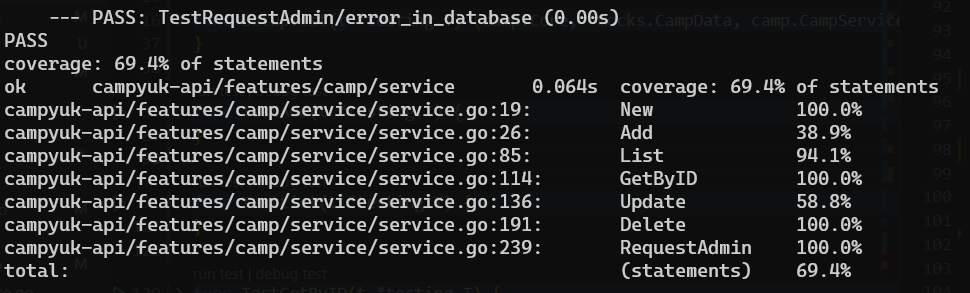 --- PASS: TestRequestAdmin/error_in_database (0.00s)
PASS
coverage: 69.4% of statements
ok campyuk-api/features/camp/service 0.064s coverage: 69.4% of statements
campyuk-api/features/camp/service/service.go:19: New 100.0%
campyuk-api/features/camp/service/service.go:26: Add 38.9%
campyuk-api/features/camp/service/service.go:85: List 94.1%
campyuk-api/features/camp/service/service.go:114: GetByID 100.0%
campyuk-api/features/camp/service/service.go:136: Update 58.8%
campyuk-api/features/camp/service/service.go:191: Delete 100.0%
campyuk-api/features/camp/service/service.go:239: RequestAdmin 100.0%
total: (statements) 69.4%